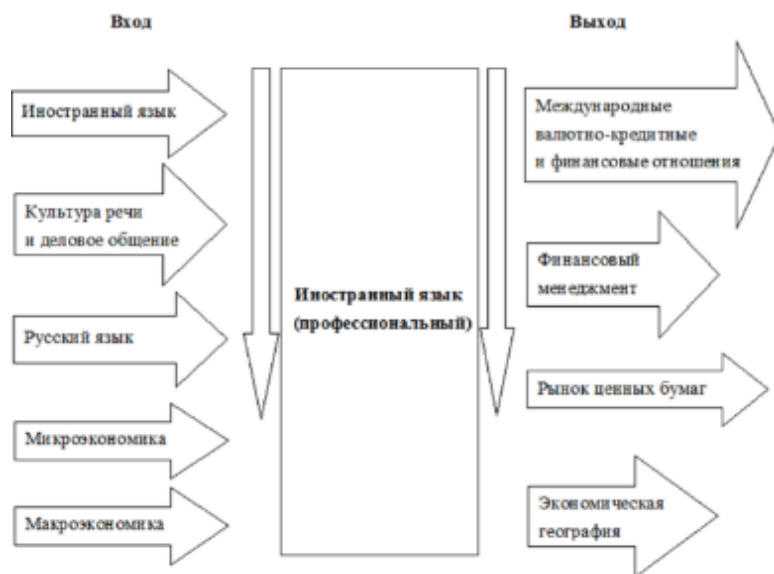 Вход
Выход
Иностранный язык
Культура речи
и деловое общение
Русский язык
Микроэкономика
Макроэкономика
Иностранный язык
(профессиональный)
Международные
валютно-кредитные
и финансовые отношения
Финансовый
менеджмент
Рынок ценных бумаг
Экономическая
география